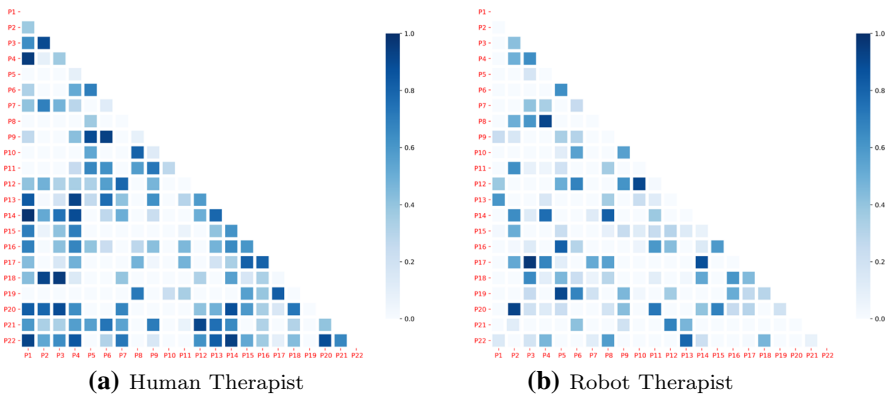 P1
P2
P3
P4
P5
P6
P7
P8
P9
P10
P11
P12
P13
P14
P15
P16
P17
P18
P19
P20
P21
P22
P1 P2 P3 P4 P5 P6 P7 P8 P9 P10 P11 P12 P13 P14 P15 P16 P17 P18 P19 P20 P21 P22
1.0
0.8
0.6
0.4
0.2
0.0
(a) Human Therapist
P1
P2
P3
P4
P5
P6
P7
P8
P9
P10
P11
P12
P13
P14
P15
P16
P17
P18
P19
P20
P21
P22
P1 P2 P3 P4 P5 P6 P7 P8 P9 P10 P11 P12 P13 P14 P15 P16 P17 P18 P19 P20 P21 P22
1.0
0.8
0.6
0.4
0.2
0.0
(b) Robot Therapist